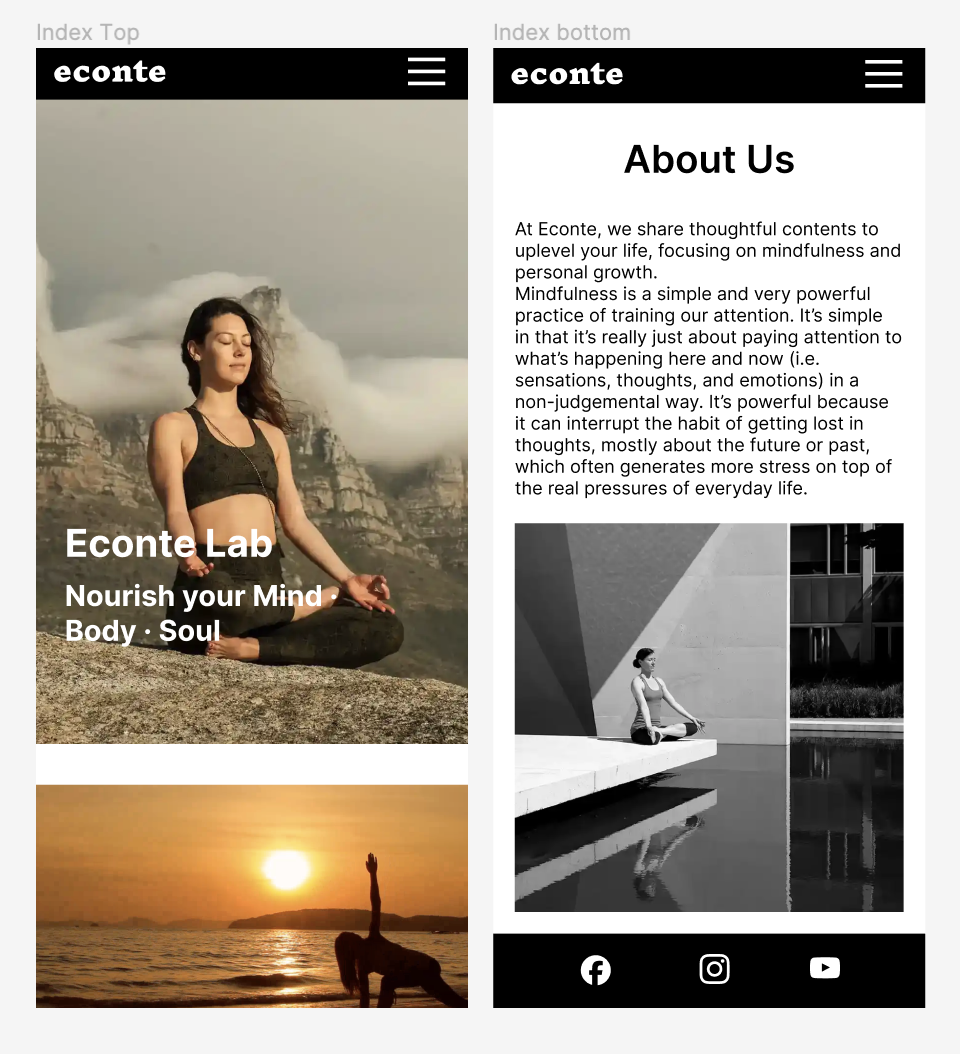 Index Top
econte
Econte Lab
Nourish your Mind ·
Body · Soul
Index bottom
econte
About Us
At Econte, we share thoughtful contents to
uplevel your life, focusing on mindfulness and
personal growth.
Mindfulness is a simple and very powerful
practice of training our attention. It’s simple
in that it’s really just about paying attention to
what’s happening here and now (i.e.
sensations, thoughts, and emotions) in a
non-judgemental way. It’s powerful because
it can interrupt the habit of getting lost in
thoughts, mostly about the future or past,
which often generates more stress on top of
the real pressures of everyday life.